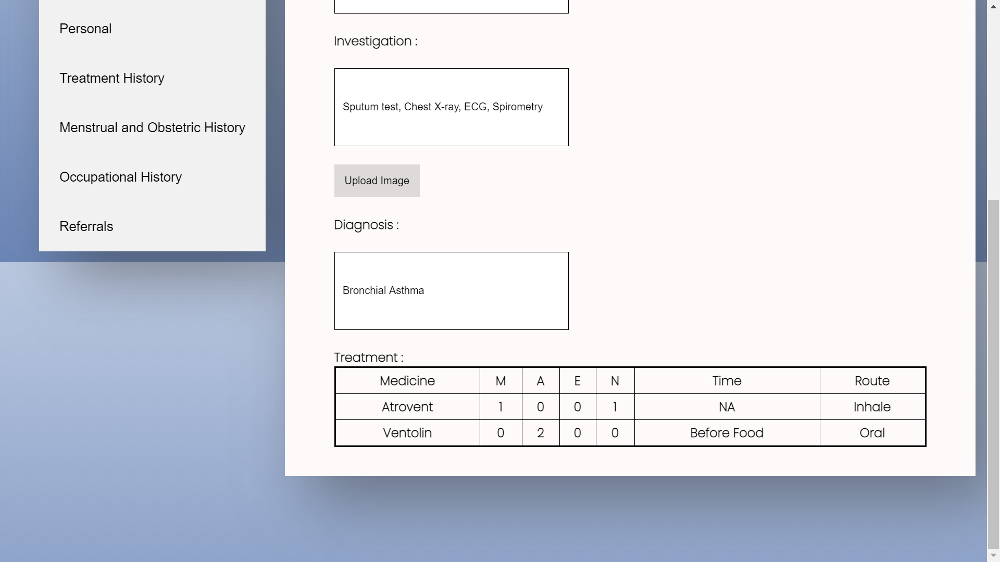 Personal
Treatment History
Menstrual and Obstetric History
Occupational History
Referrals
Investigation :
Sputum test, Chest X-ray, ECG, Spirometry
Upload Image
Diagnosis :
Bronchial Asthma
Treatment :
Medicine M A E N Time Route
Atrovent 1 0 0 1 NA Inhale
Ventolin 0 2 0 0 Before Food Oral